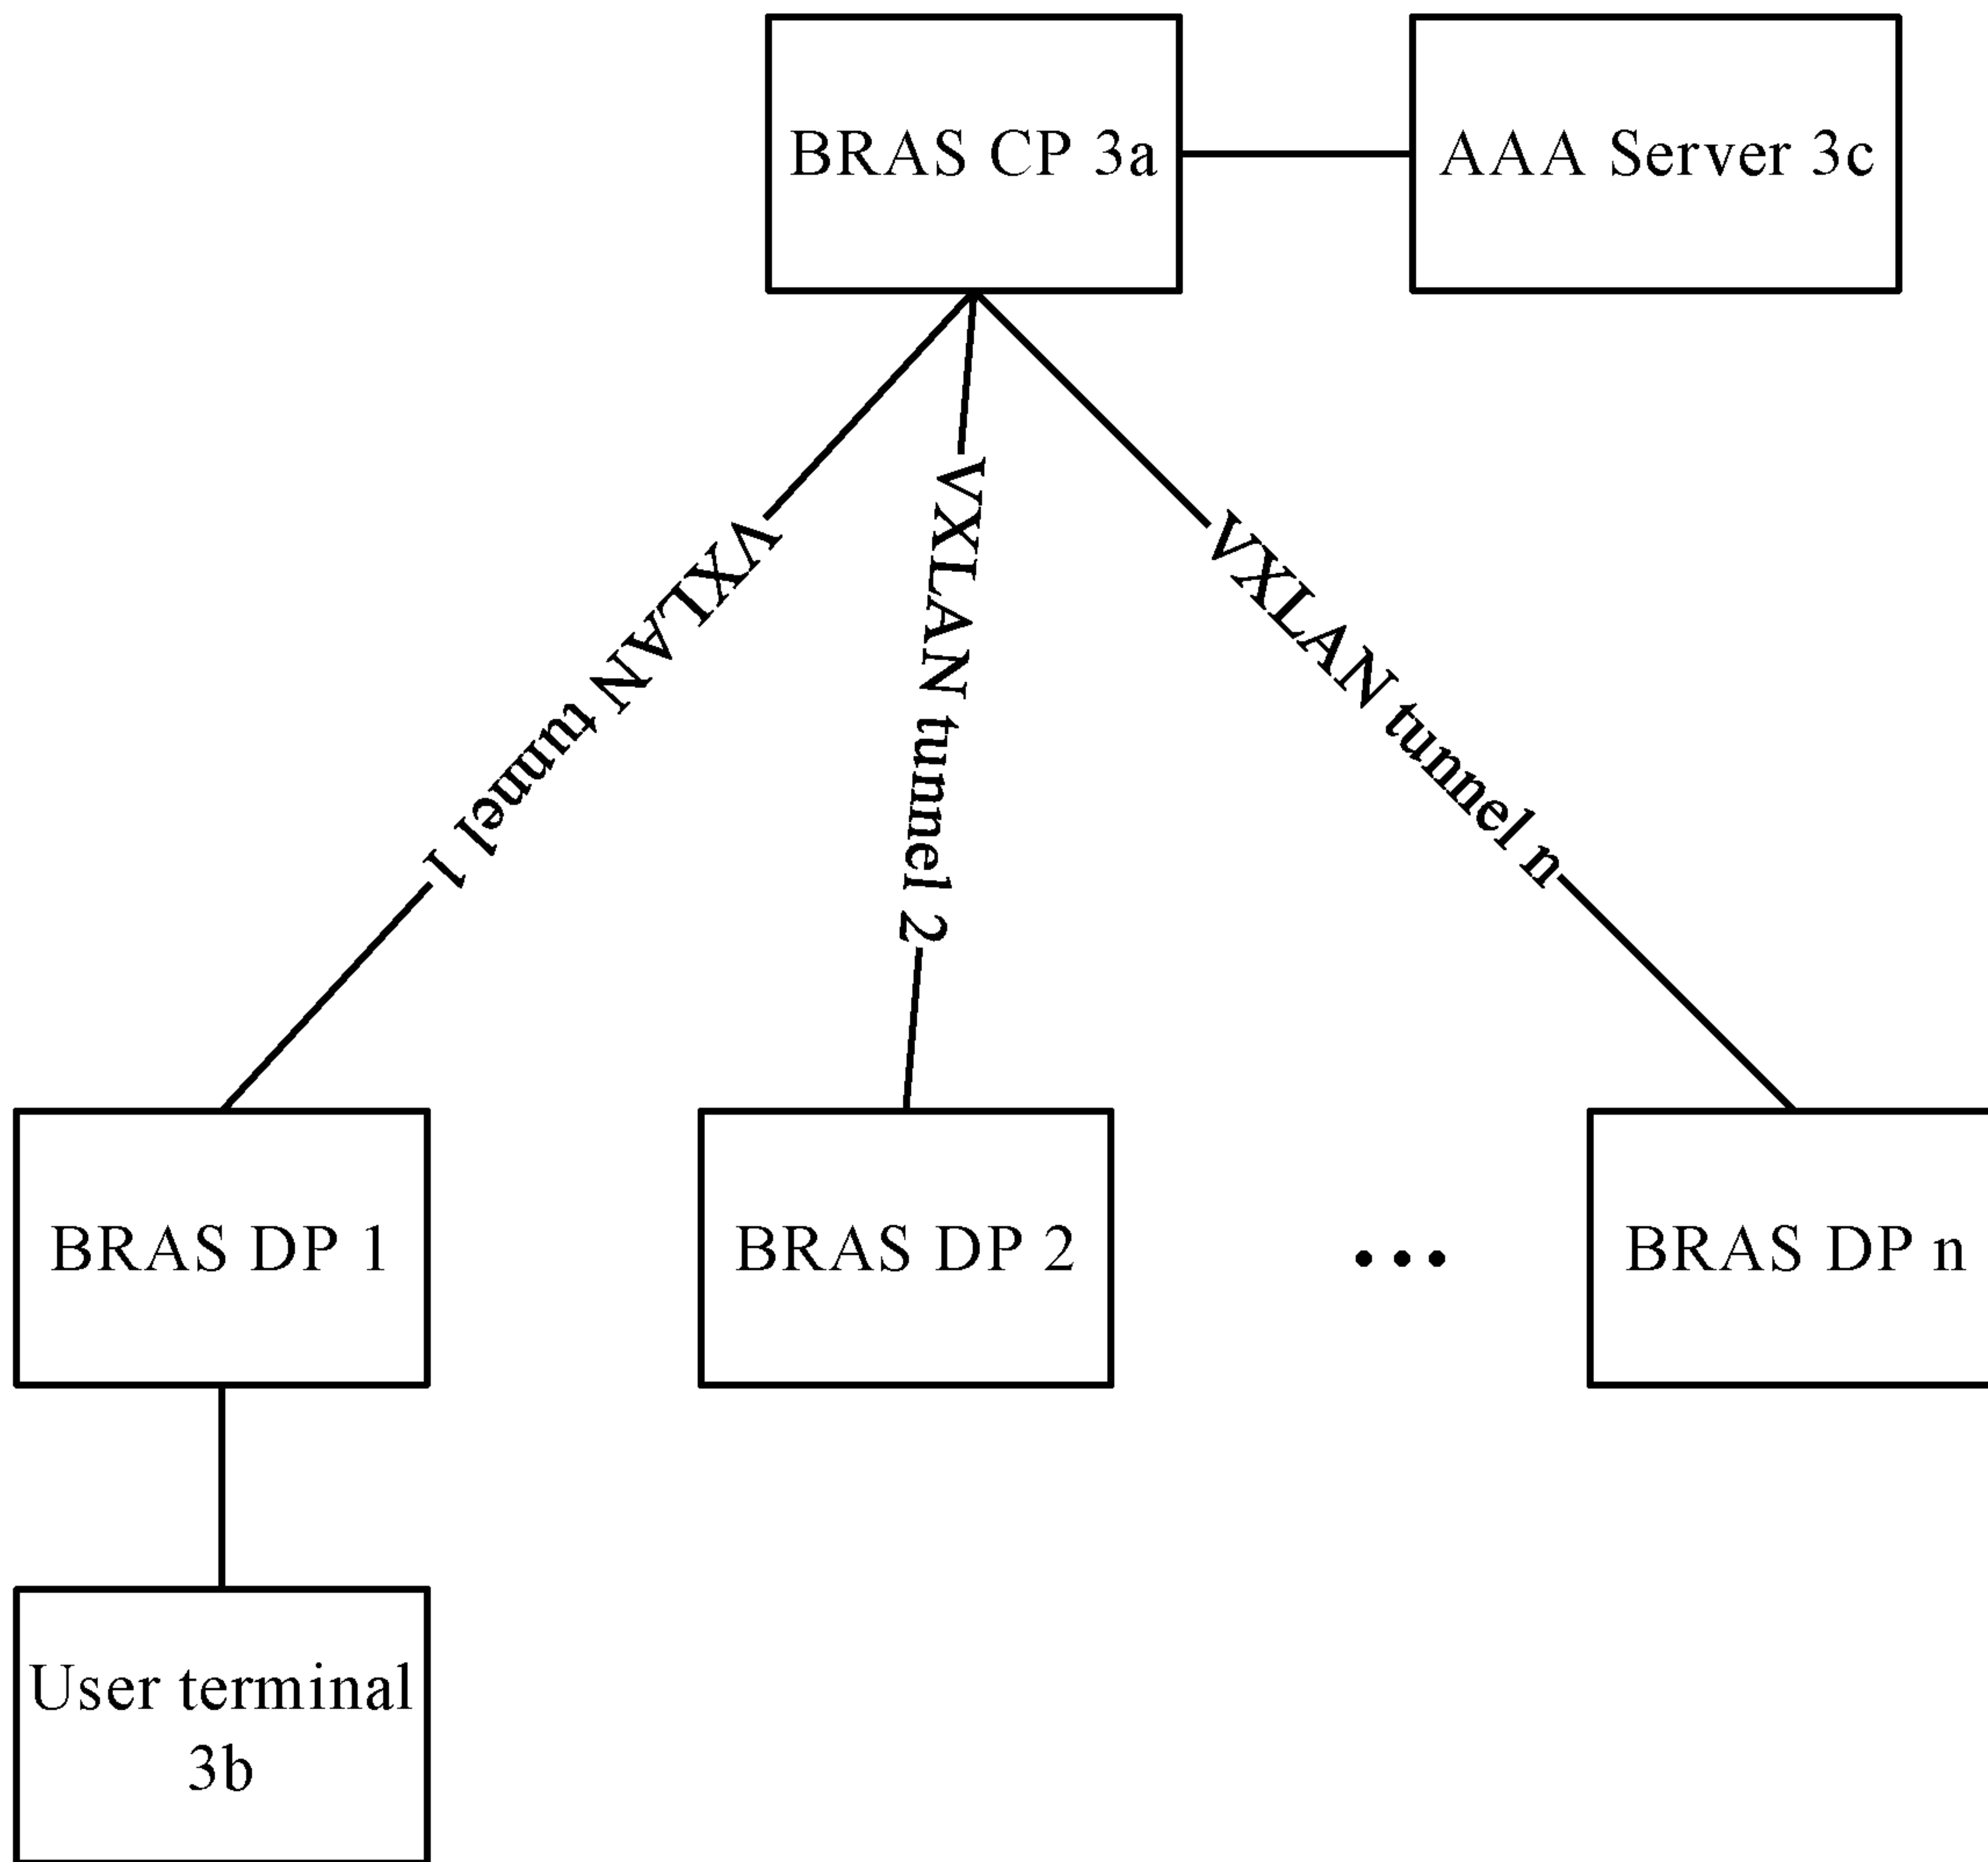 BRAS CP 3a
AAA Server 3c
VXLAN tunnel 1
VXLAN tunnel 2
VXLAN tunnel n
BRAS DP 1
BRAS DP 2
...
BRAS DP n
User terminal
3b